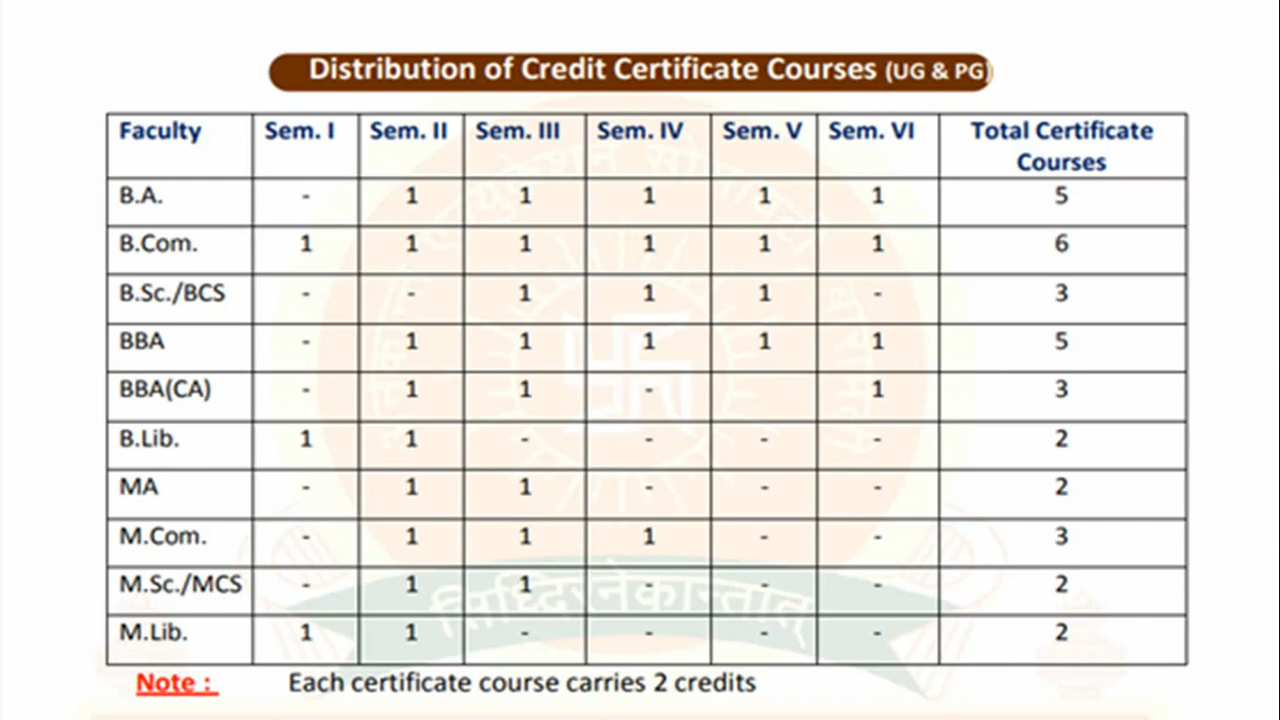 Distribution of Credit Certificate Courses (UG & PG)
Faculty Sem. I Sem. II Sem. III Sem. IV Sem. V Sem. VI Total Certificate Courses
B.A. - 1 1 1 1 1 5
B.Com. 1 1 1 1 1 1 6
B.Sc./BCS - - 1 1 1 - 3
BBA - 1 1 1 1 1 5
BBA(CA) - 1 1 - 1 3
B.Lib. 1 1 - - - - 2
MA - 1 1 - - - 2
M.Com. - 1 1 1 - - 3
M.Sc./MCS - 1 1 - - - 2
M.Lib. 1 1 - - - - 2
Note : Each certificate course carries 2 credits
सिध्दिरनेकान्तात्